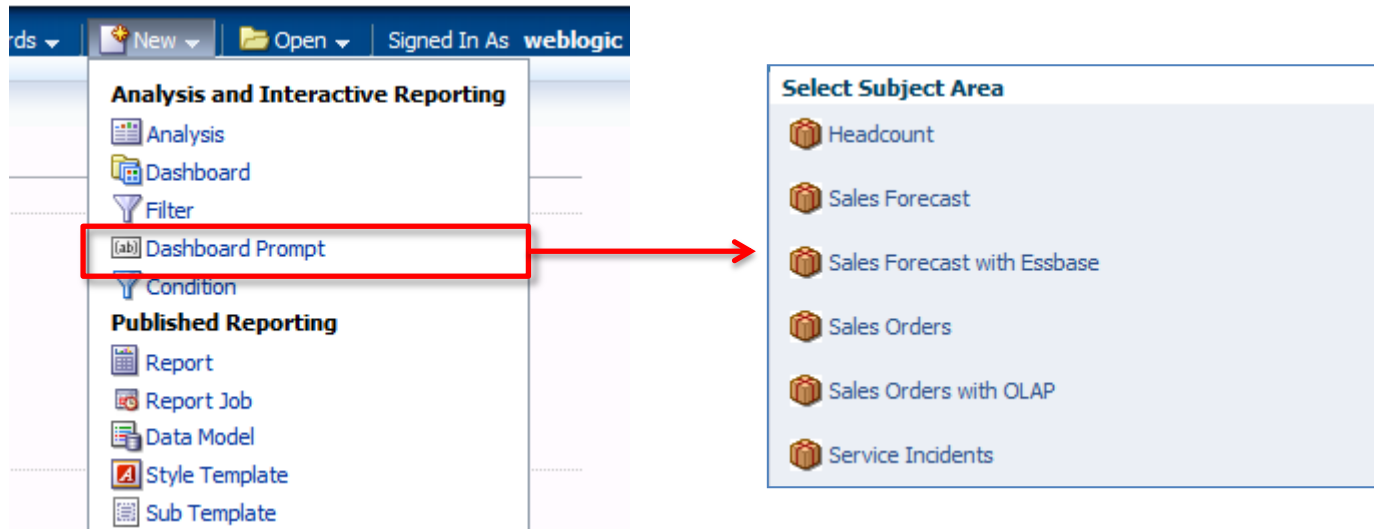 rds New Open Signed In As weblogic
Analysis and Interactive Reporting
Analysis
Dashboard
Filter
(ab) Dashboard Prompt
Condition
Published Reporting
Report
Report Job
Data Model
A Style Template
Sub Template
Select Subject Area
Headcount
Sales Forecast
Sales Forecast with Essbase
Sales Orders
Sales Orders with OLAP
Service Incidents